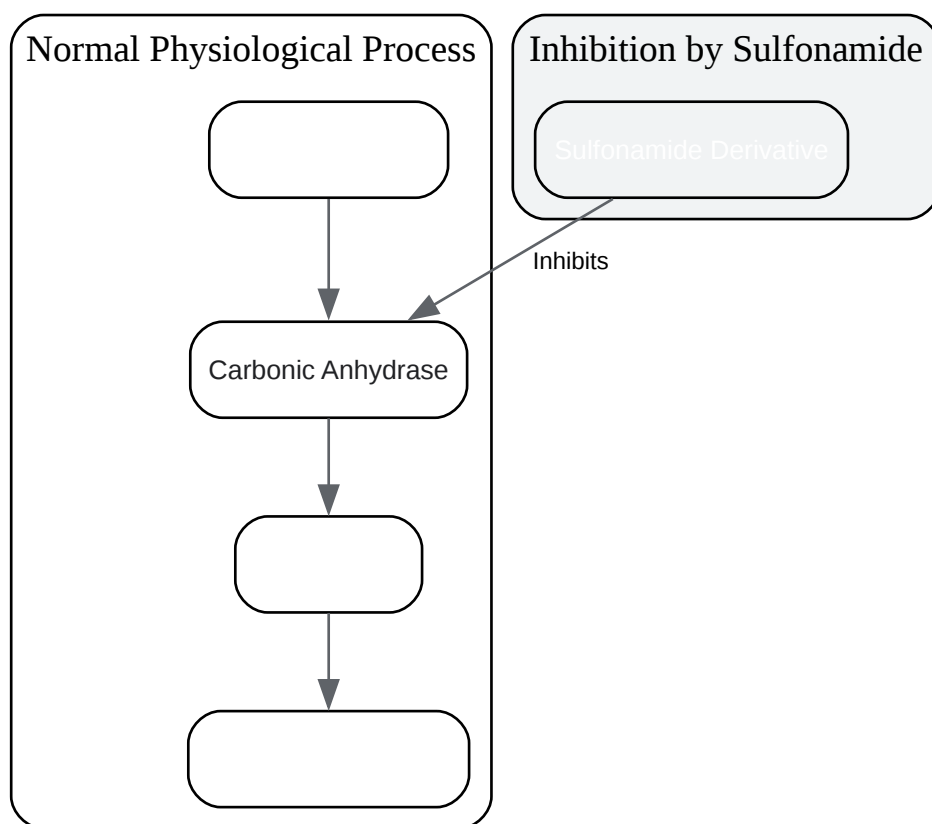 Normal Physiological Process
Inhibition by Sulfonamide
Sulfonamide Derivative
Inhibits
Carbonic Anhydrase